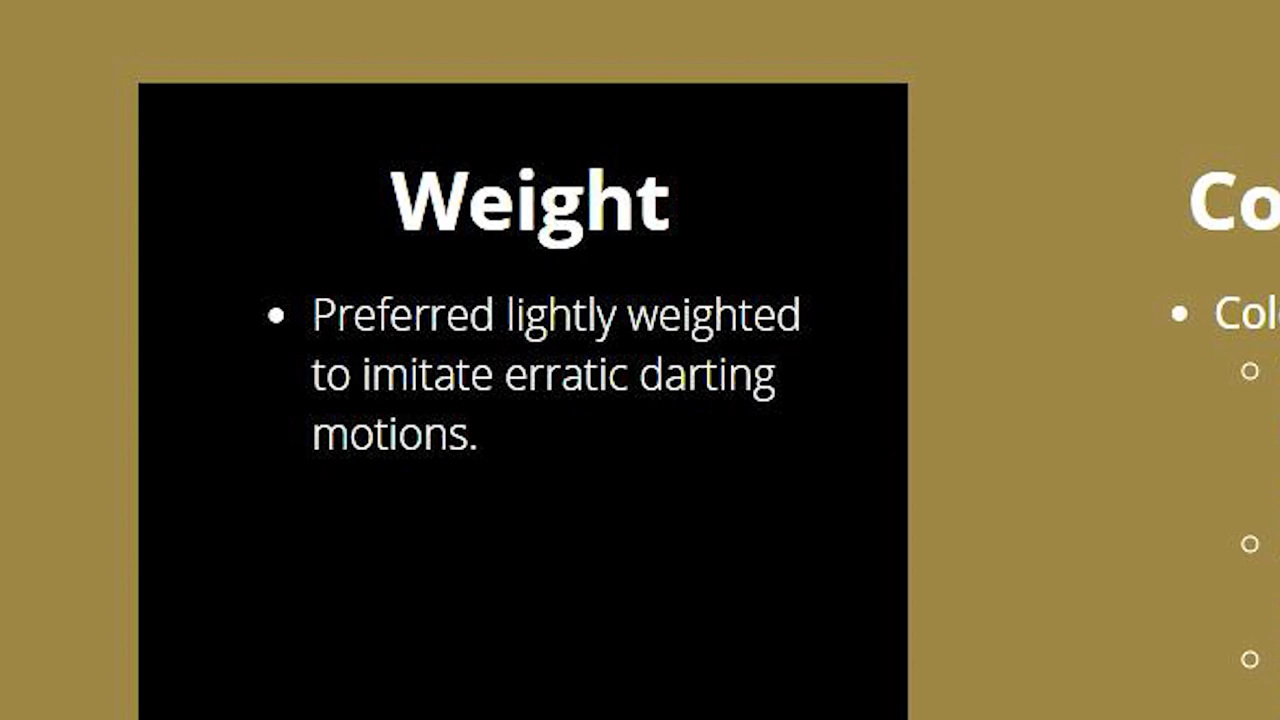 Weight
• Preferred lightly weighted
to imitate erratic darting
motions.
Co
• Col